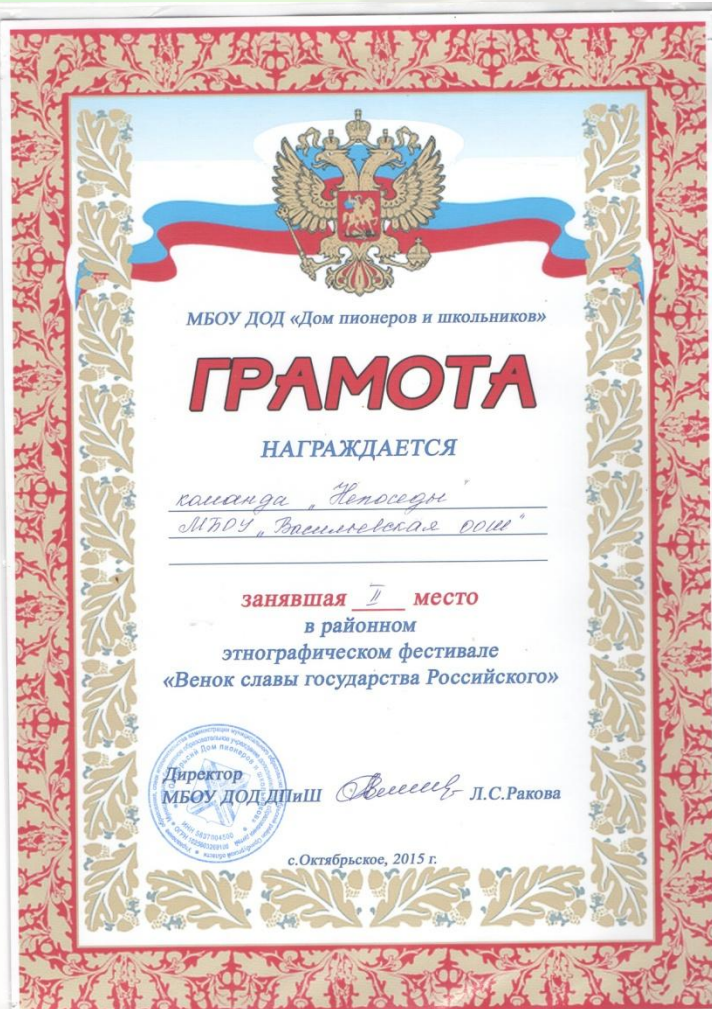 МБОУ ДОД «Дом пионеров и школьников»
ГРАМОТА
НАГРАЖДАЕТСЯ
команда „Непоседы"
МБОУ „Васильевская оош"
занявшая II место
в районном
этнографическом фестивале
«Венок славы государства Российского»
Директор
МБОУ ДОД ДПиШ Л.С.Ракова
с.Октябрьское, 2015 г.